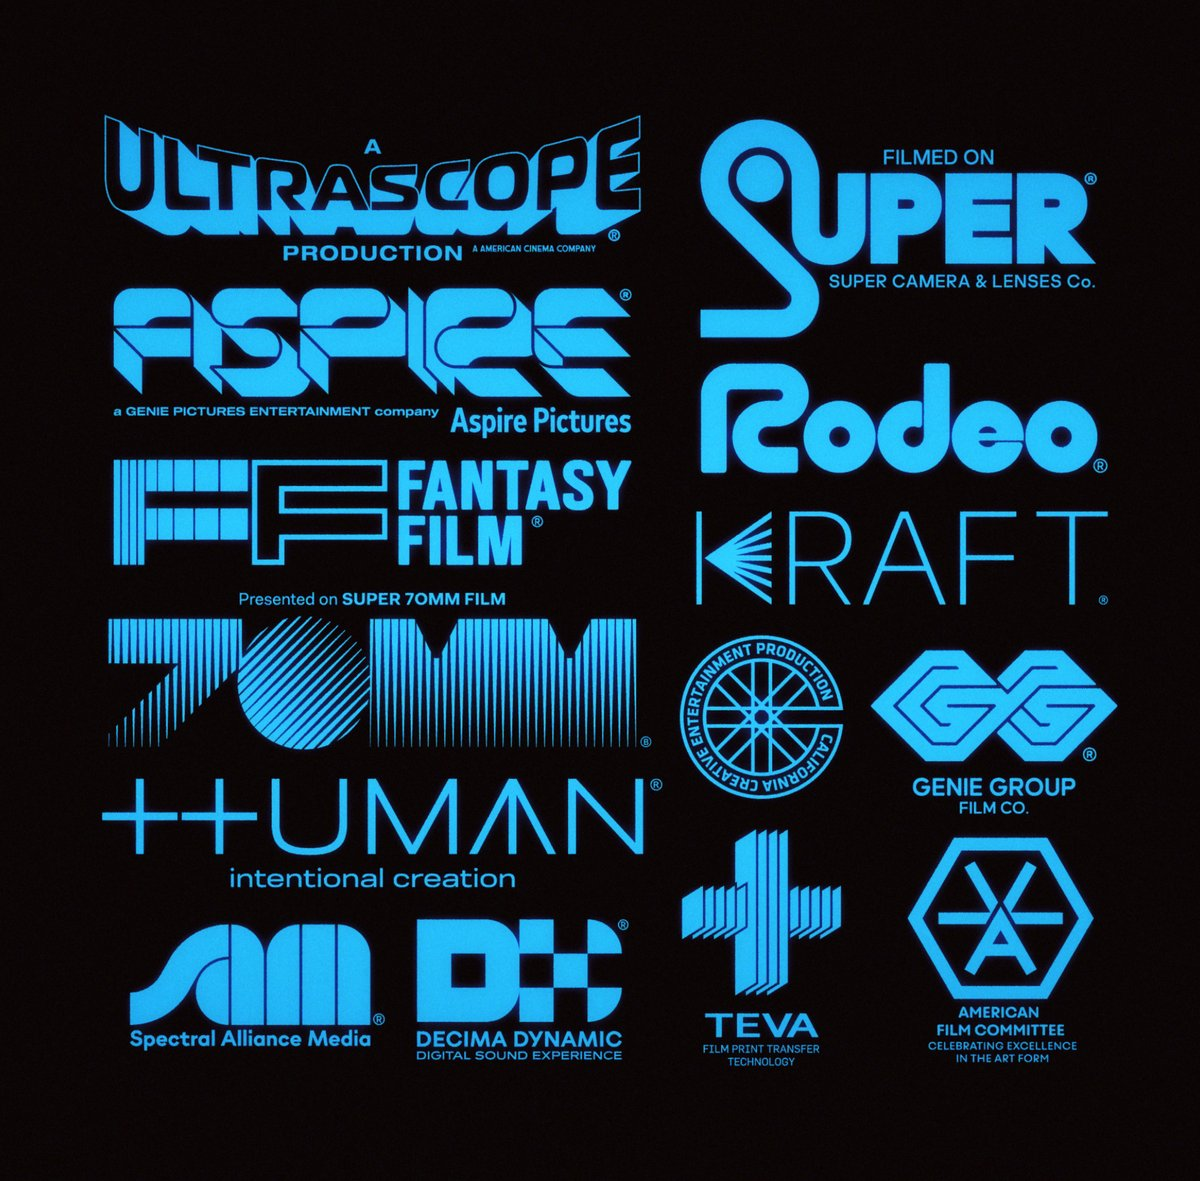 A
ULTRASCOPE®
PRODUCTION A AMERICAN CINEMA COMPANY
ASPIRE®
a GENIE PICTURES ENTERTAINMENT company Aspire Pictures
FF FANTASY
FILM®
Presented on SUPER 70MM FILM
70MM®
HUMAN®
intentional creation
SAM®
Spectral Alliance Media
DX®
DECIMA DYNAMIC
DIGITAL SOUND EXPERIENCE
FILMED ON
SUPER®
SUPER CAMERA & LENSES Co.
Rodeo®
KRAFT®
CALIFORNIA CREATIVE ENTERTAINMENT PRODUCTION
GG®
GENIE GROUP
FILM CO.
TEVA
FILM PRINT TRANSFER
TECHNOLOGY
A
AMERICAN
FILM COMMITTEE
CELEBRATING EXCELLENCE
IN THE ART FORM